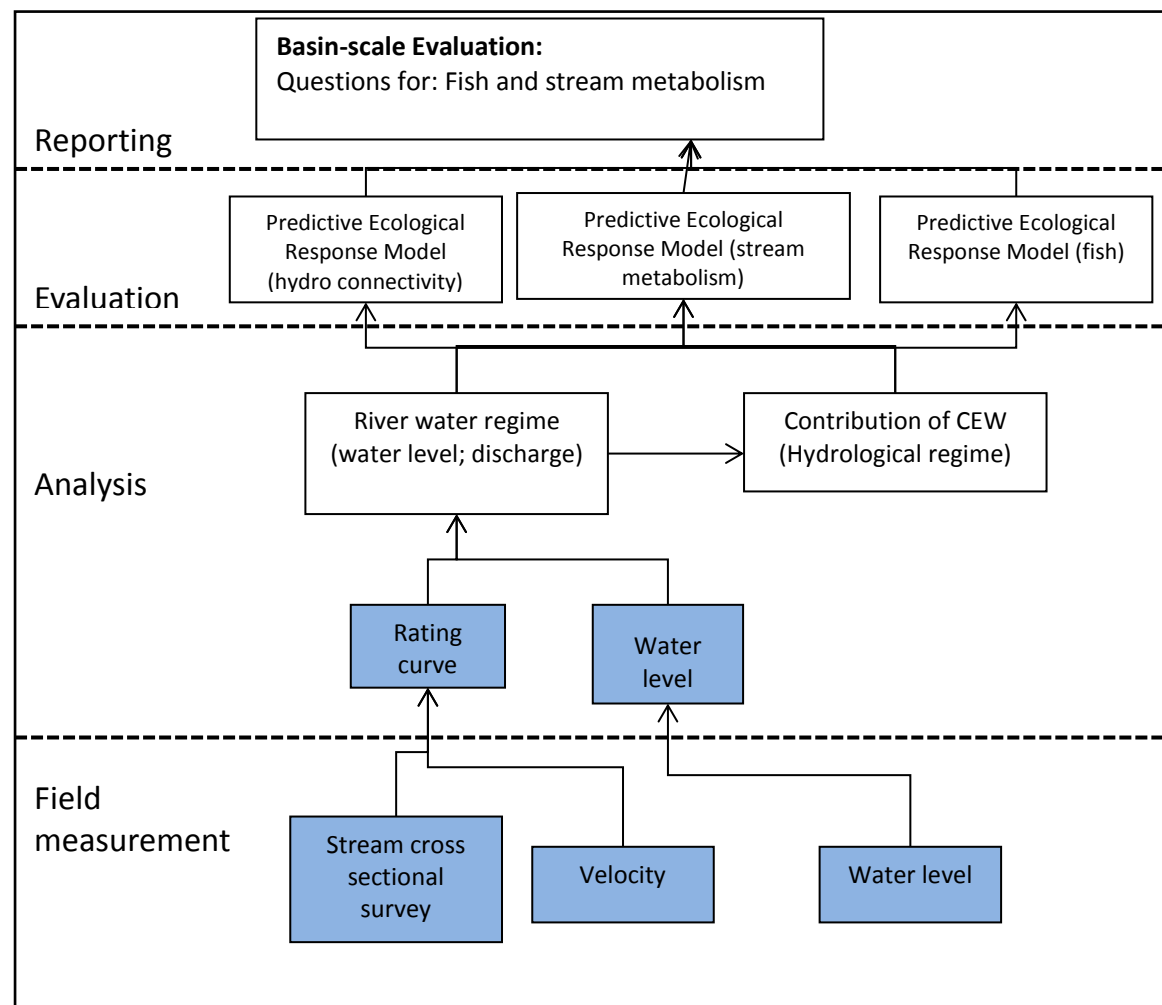 Basin-scale Evaluation:
Questions for: Fish and stream metabolism
Reporting
Predictive Ecological
Response Model
(hydro connectivity)
Predictive Ecological
Response Model (stream
metabolism)
Predictive Ecological
Response Model (fish)
Evaluation
River water regime
(water level; discharge)
Contribution of CEW
(Hydrological regime)
Analysis
Rating
curve
Water
level
Field
measurement
Stream cross
sectional
survey
Velocity
Water level